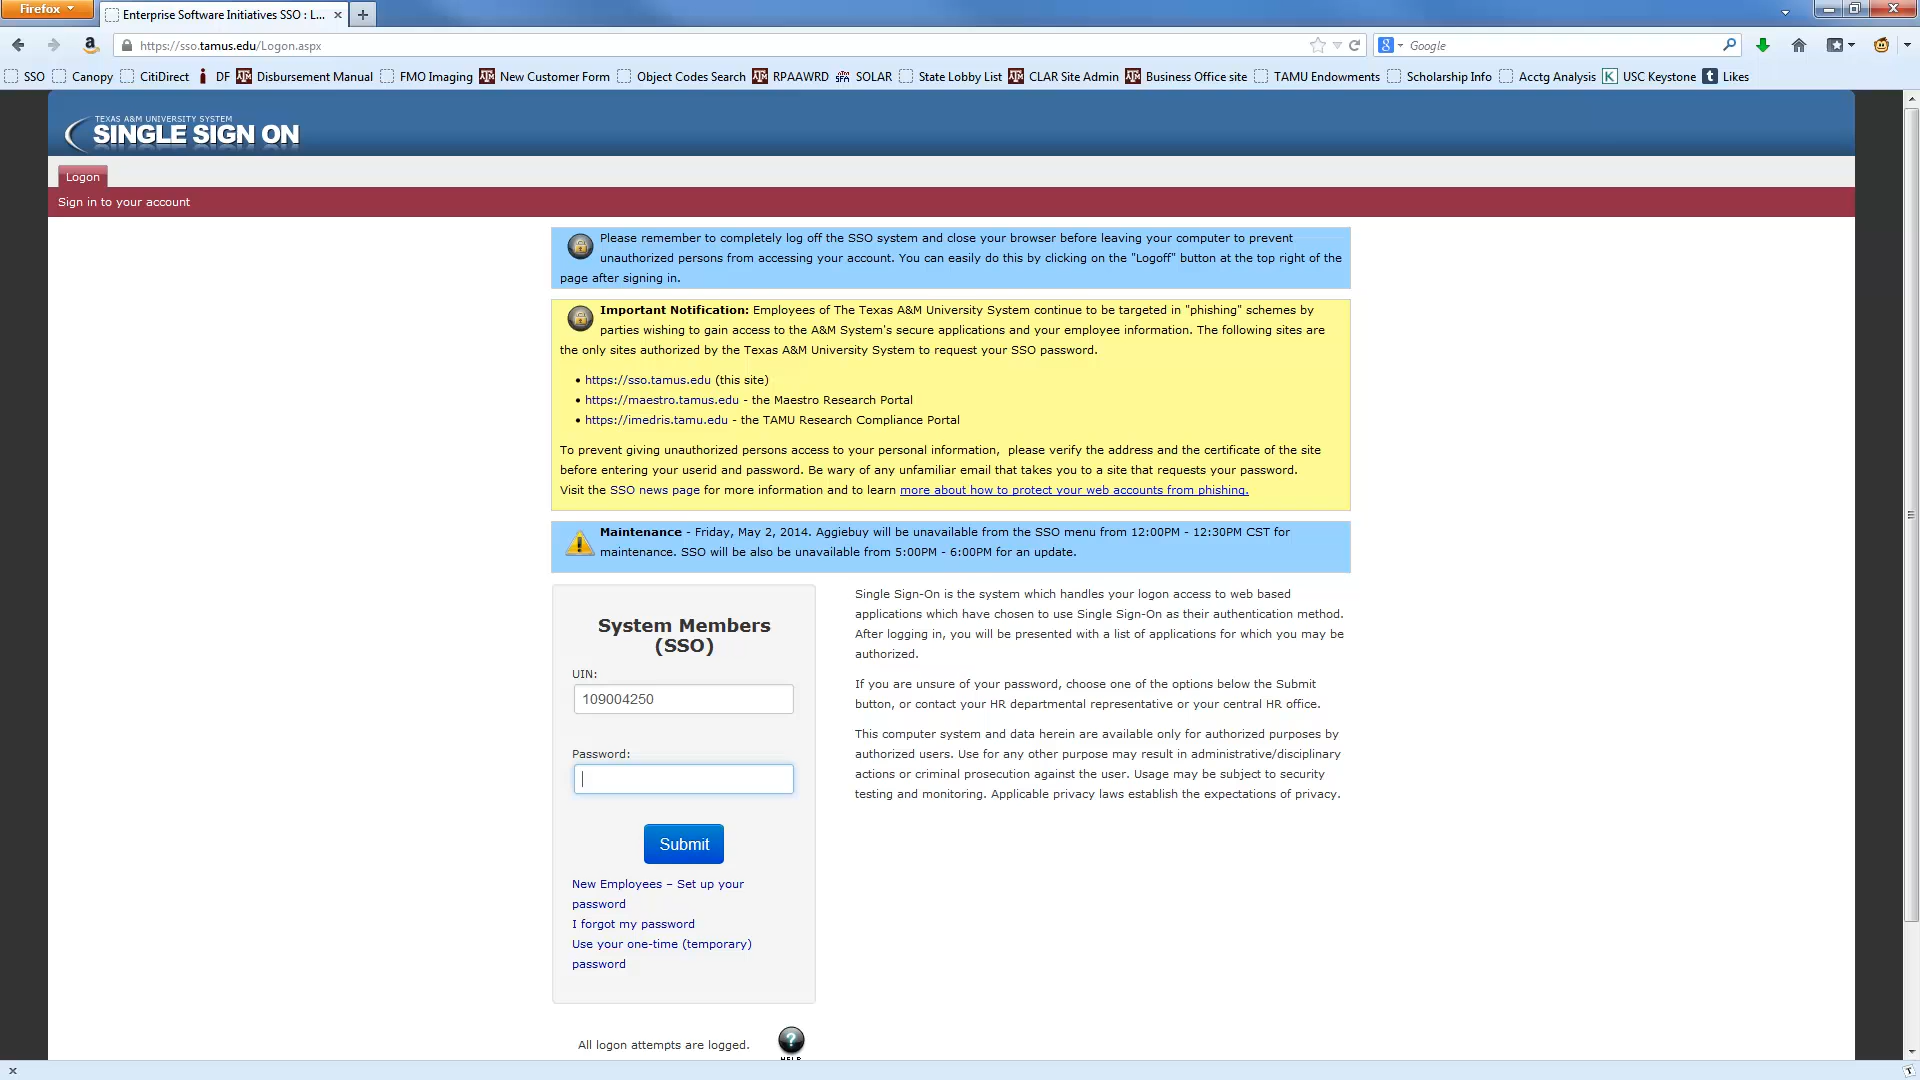 Firefox
Enterprise Software Initiatives SSO : L...
https://sso.tamus.edu/Logon.aspx
Google
SSO Canopy CitiDirect DF Disbursement Manual FMO Imaging New Customer Form Object Codes Search RPAAWRD SOLAR State Lobby List CLAR Site Admin Business Office site TAMU Endowments Scholarship Info Acctg Analysis USC Keystone Likes
TEXAS A&M UNIVERSITY SYSTEM
SINGLE SIGN ON
Logon
Sign in to your account
Please remember to completely log off the SSO system and close your browser before leaving your computer to prevent
unauthorized persons from accessing your account. You can easily do this by clicking on the "Logoff" button at the top right of the
page after signing in.
Important Notification: Employees of The Texas A&M University System continue to be targeted in "phishing" schemes by
parties wishing to gain access to the A&M System's secure applications and your employee information. The following sites are
the only sites authorized by the Texas A&M University System to request your SSO password.
• https://sso.tamus.edu (this site)
• https://maestro.tamus.edu - the Maestro Research Portal
• https://imedris.tamu.edu - the TAMU Research Compliance Portal
To prevent giving unauthorized persons access to your personal information, please verify the address and the certificate of the site
before entering your userid and password. Be wary of any unfamiliar email that takes you to a site that requests your password.
Visit the SSO news page for more information and to learn more about how to protect your web accounts from phishing.
Maintenance - Friday, May 2, 2014. Aggiebuy will be unavailable from the SSO menu from 12:00PM - 12:30PM CST for
maintenance. SSO will be also be unavailable from 5:00PM - 6:00PM for an update.
System Members
(SSO)
UIN:
109004250
Password:
Submit
New Employees – Set up your
password
I forgot my password
Use your one-time (temporary)
password
Single Sign-On is the system which handles your logon access to web based
applications which have chosen to use Single Sign-On as their authentication method.
After logging in, you will be presented with a list of applications for which you may be
authorized.
If you are unsure of your password, choose one of the options below the Submit
button, or contact your HR departmental representative or your central HR office.
This computer system and data herein are available only for authorized purposes by
authorized users. Use for any other purpose may result in administrative/disciplinary
actions or criminal prosecution against the user. Usage may be subject to security
testing and monitoring. Applicable privacy laws establish the expectations of privacy.
All logon attempts are logged.
HELP